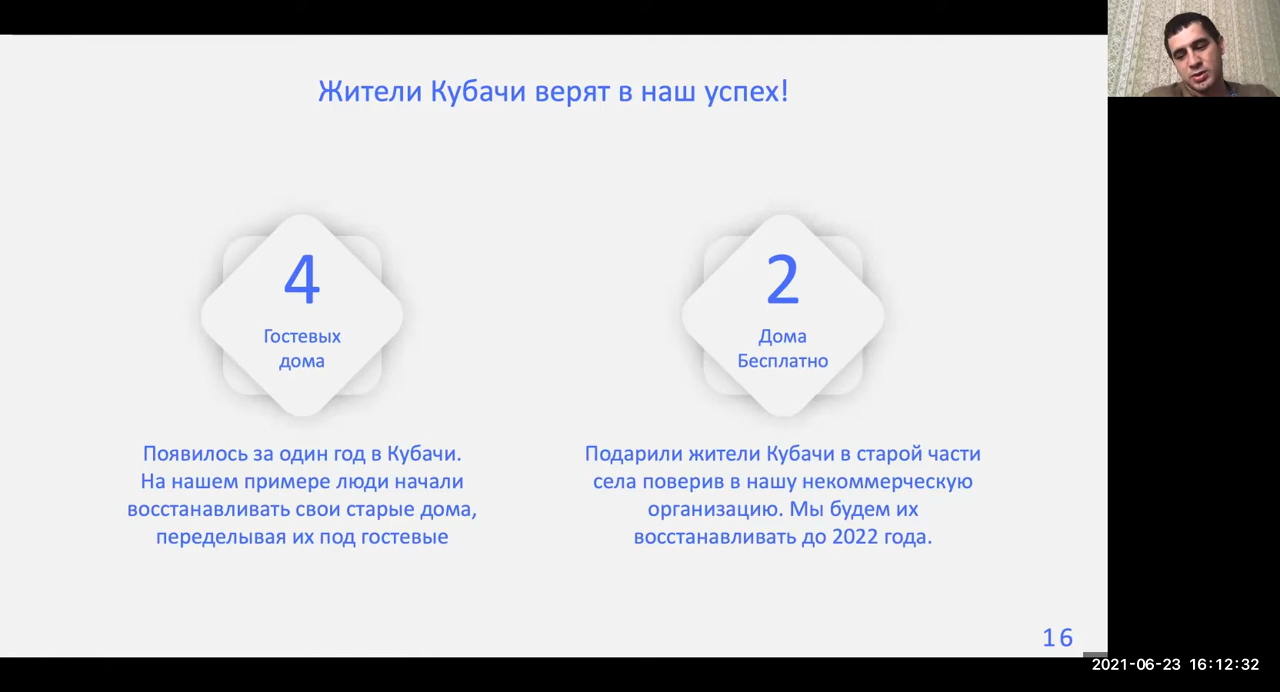 Жители Кубачи верят в наш успех!
4
Гостевых
дома
Появилось за один год в Кубачи.
На нашем примере люди начали
восстанавливать свои старые дома,
переделывая их под гостевые
2
Дома
Бесплатно
Подарили жители Кубачи в старой части
села поверив в нашу некоммерческую
организацию. Мы будем их
восстанавливать до 2022 года.
16
2021-06-23 16:12:32